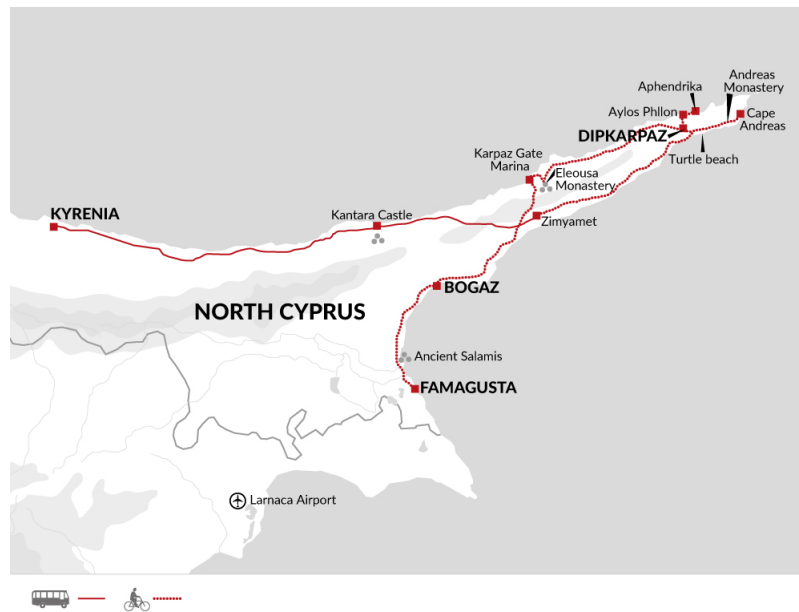 Andreas
Monastery
Aphendrika
Aylos Phllon
Cape
Andreas
DIPKARPAZ
Turtle beach
Karpaz Gate
Marina
Eleousa
Monastery
KYRENIA
Kantara Castle
Zimyamet
BOGAZ
NORTH CYPRUS
Ancient Salamis
FAMAGUSTA
Larnaca Airport